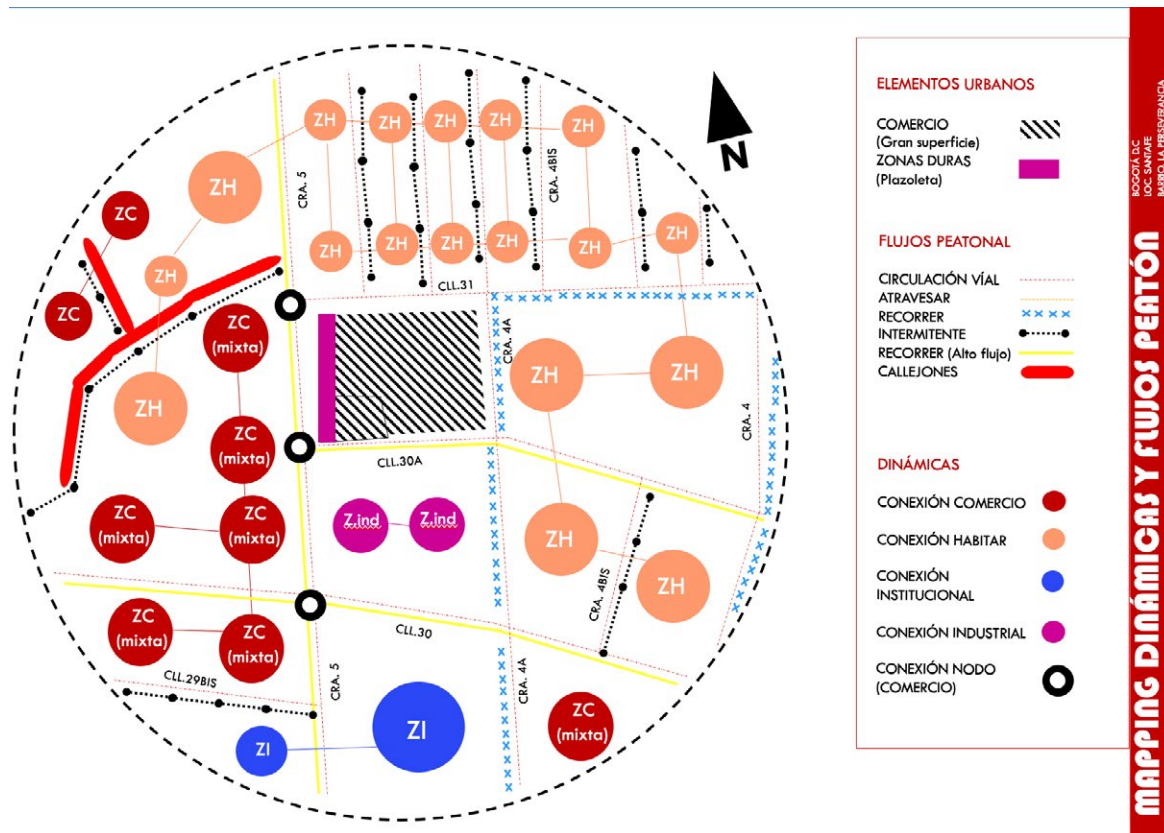 ZH
ZH
ZH
ZH
ZH
CRA. 5
CRA. 4BIS
ZH
ZC
ZH
ZH
ZH
ZH
ZH
ZH
ZH
ZH
ZC
CLL.31
N
ZC
(mixta)
CRA. 4A
ZH
ZH
ZH
CRA. 4
ZC
(mixta)
CLL.30A
ZC
(mixta)
ZC
(mixta)
Z.ind
Z.ind
ZH
CRA. 4BIS
ZH
ZC
(mixta)
ZC
(mixta)
CLL.30
CLL.29BIS
CRA. 5
CRA. 4A
ZI
ZI
ZC
(mixta)
ELEMENTOS URBANOS
COMERCIO
(Gran superficie)
ZONAS DURAS
(Plazoleta)
FLUJOS PEATONAL
CIRCULACIÓN VÍAL
ATRAVESAR
RECORRER
INTERMITENTE
RECORRER (Alto flujo)
CALLEJONES
DINÁMICAS
CONEXIÓN COMERCIO
CONEXIÓN HABITAR
CONEXIÓN
INSTITUCIONAL
CONEXIÓN INDUSTRIAL
CONEXIÓN NODO
(COMERCIO)
BOGOTÁ D.C
LOC. SANTAFE
BARRIO. LA PERSEVERANCIA
MAPPING DINÁMICAS Y FLUJOS PEATÓN